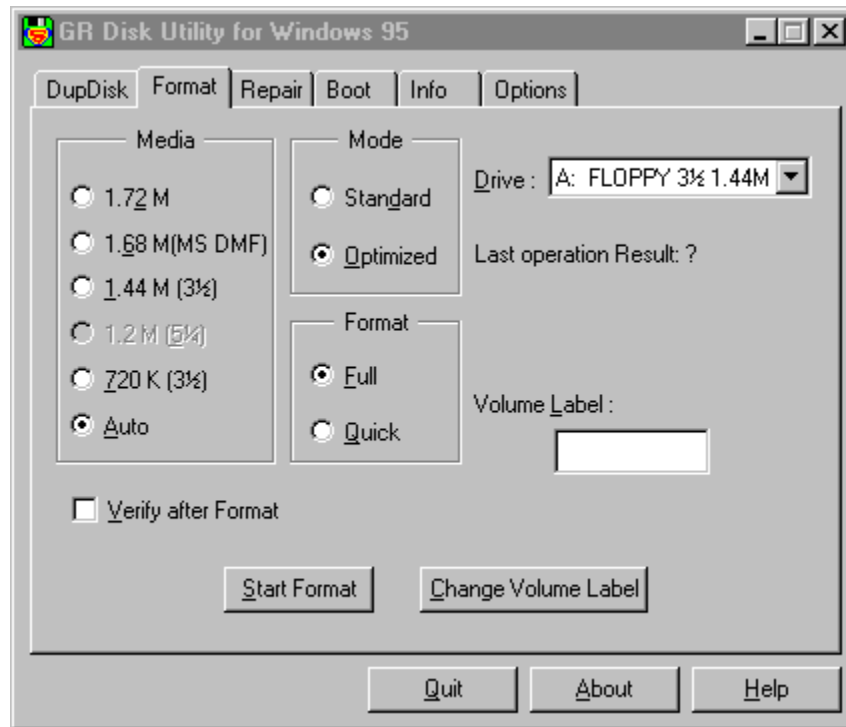 GR Disk Utility for Windows 95
DupDisk Format Repair Boot Info Options
Media
1.72 M
1.68 M(MS DMF)
1.44 M (3½)
1.2 M (5¼)
720 K (3½)
Auto
Mode
Standard
Optimized
Format
Full
Quick
Drive : A: FLOPPY 3½ 1.44M
Last operation Result: ?
Volume Label :
Verify after Format
Start Format Change Volume Label
Quit About Help